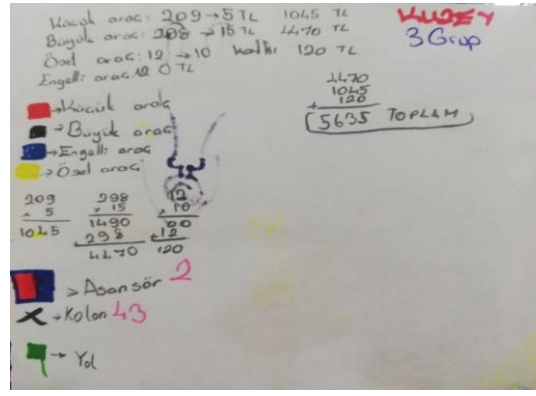 Küçük araç: 209 → 5 TL 1045 TL
Büyük araç: 298 → 15 TL 4470 TL
Özel araç: 12 → 10 katkı 120 TL
Engelli araç 12 0 TL
KUZEY
3 Grup
4470
1045
+ 120
5635 TOPLAM
→ Küçük araç
→ Büyük araç
→ Engelli araç
→ Özel araç
209
× 5
1045
298
× 15
1490
+ 298
4470
12
× 10
00
+ 12
120
> Asansör 2
X → Kolon 43
→ Yol